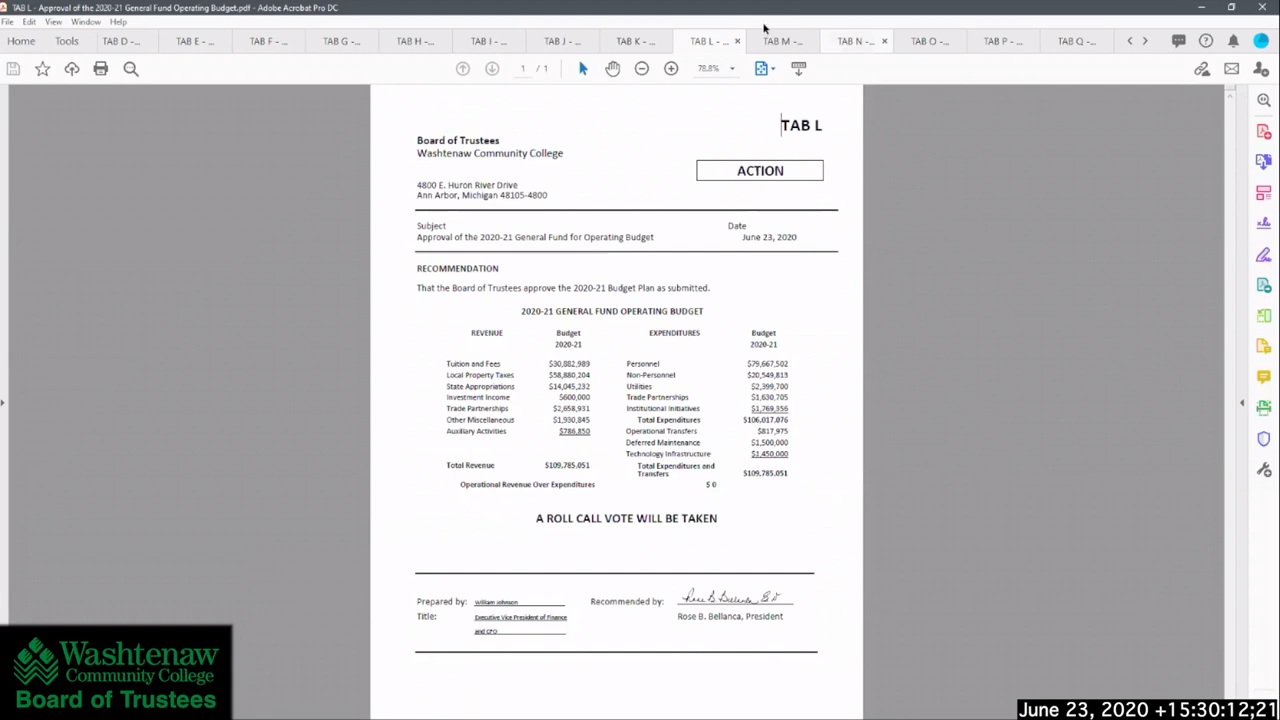 TAB L - Approval of the 2020-21 General Fund Operating Budget.pdf - Adobe Acrobat Pro DC
File Edit View Window Help
Home Tools TAB D -... TAB E -... TAB F -... TAB G -... TAB H -... TAB I -... TAB J -... TAB K -... TAB L - ... × TAB M -... TAB N -... × TAB O -... TAB P -... TAB Q -...
1 / 1 78.8%
TAB L
Board of Trustees
Washtenaw Community College
ACTION
4800 E. Huron River Drive
Ann Arbor, Michigan 48105-4800
Subject Date
Approval of the 2020-21 General Fund for Operating Budget June 23, 2020
RECOMMENDATION
That the Board of Trustees approve the 2020-21 Budget Plan as submitted.
2020-21 GENERAL FUND OPERATING BUDGET
REVENUE Budget EXPENDITURES Budget
2020-21 2020-21
Tuition and Fees $30,882,989 Personnel $79,667,502
Local Property Taxes $58,880,204 Non-Personnel $20,549,813
State Appropriations $14,045,232 Utilities $2,399,700
Investment Income $600,000 Trade Partnerships $1,630,705
Trade Partnerships $2,658,931 Institutional Initiatives $1,769,356
Other Miscellaneous $1,930,845 Total Expenditures $106,017,076
Auxiliary Activities $786,850 Operational Transfers $817,975
Deferred Maintenance $1,500,000
Technology Infrastructure $1,450,000
Total Revenue $109,785,051 Total Expenditures and
Transfers $109,785,051
Operational Revenue Over Expenditures $ 0
A ROLL CALL VOTE WILL BE TAKEN
Prepared by: William Johnson Recommended by: Rose B. Bellanca
Title: Executive Vice President of Finance Rose B. Bellanca, President
and CFO
Washtenaw
Community College
Board of Trustees
June 23, 2020 +15:30:12;21